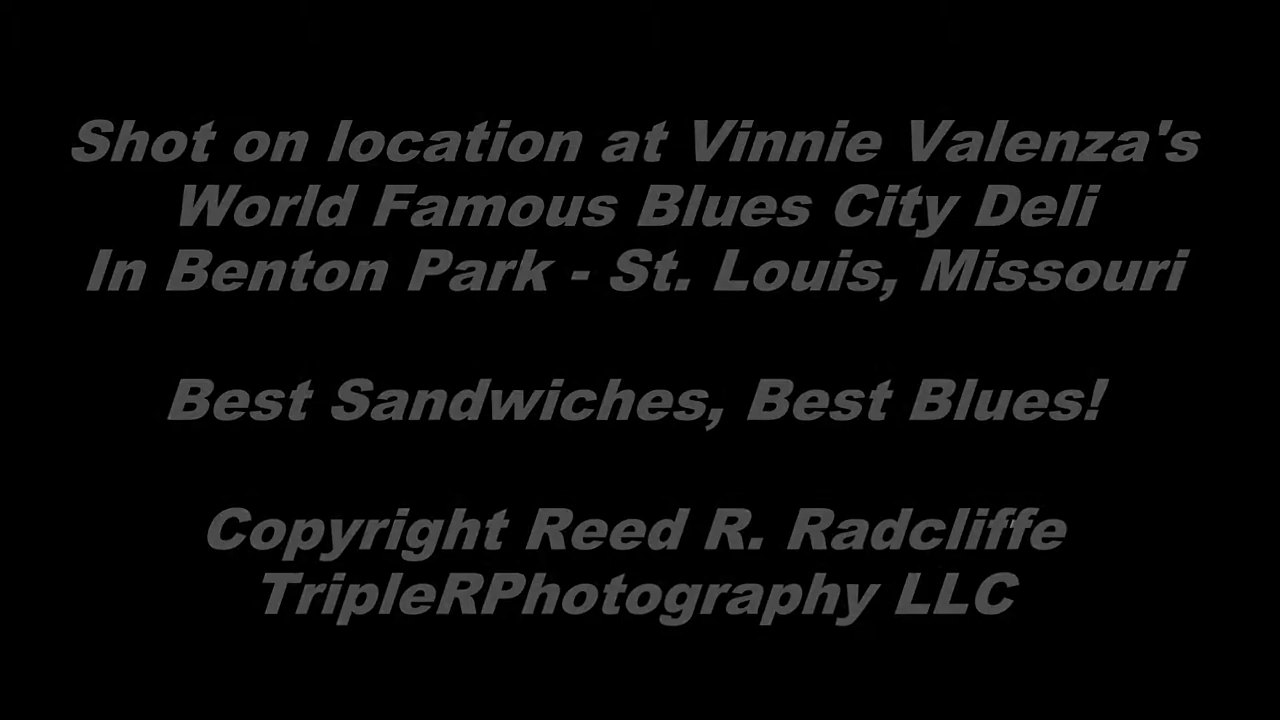 Shot on location at Vinnie Valenza's
World Famous Blues City Deli
In Benton Park - St. Louis, Missouri
Best Sandwiches, Best Blues!
Copyright Reed R. Radcliffe
TripleRPhotography LLC